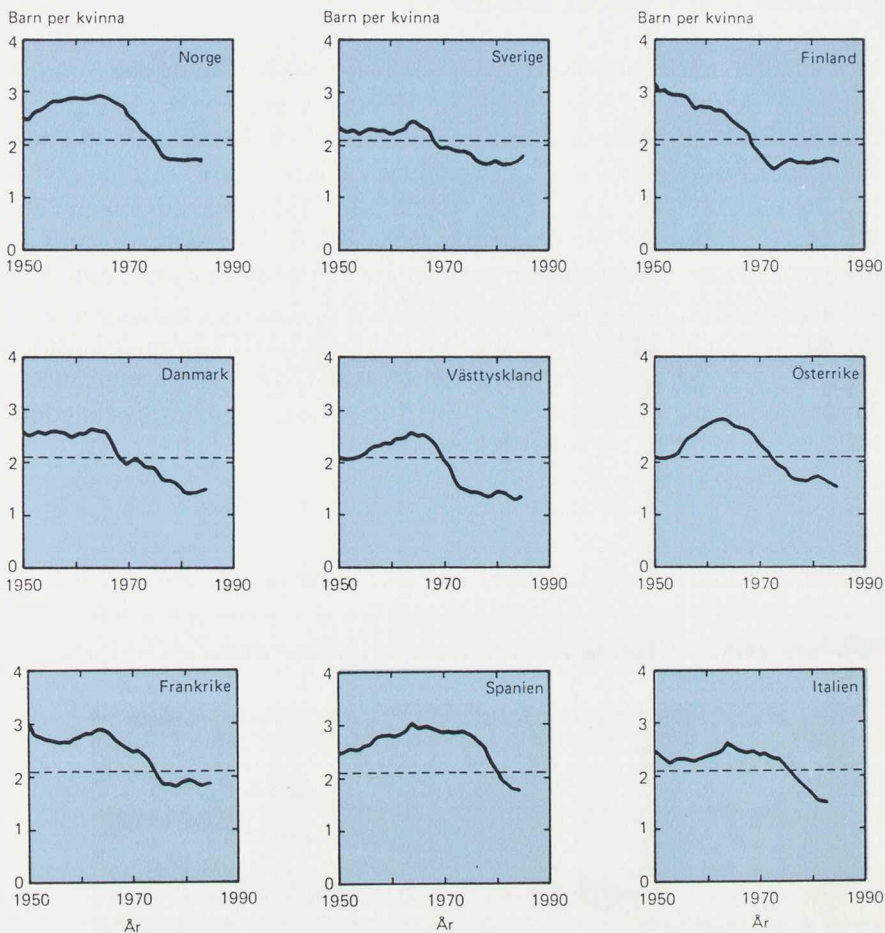 Barn per kvinna Barn per kvinna Barn per kvinna
4 4 4
Norge Sverige Finland
3 3 3
2 2 2
1 1 1
0 0 0
1950 1970 1990 1950 1970 1990 1950 1970 1990
4 4 4
Danmark Västtyskland Österrike
3 3 3
2 2 2
1 1 1
0 0 0
1950 1970 1990 1950 1970 1990 1950 1970 1990
4 4 4
Frankrike Spanien Italien
3 3 3
2 2 2
1 1 1
0 0 0
1950 1970 1990 1950 1970 1990 1950 1970 1990
År År År